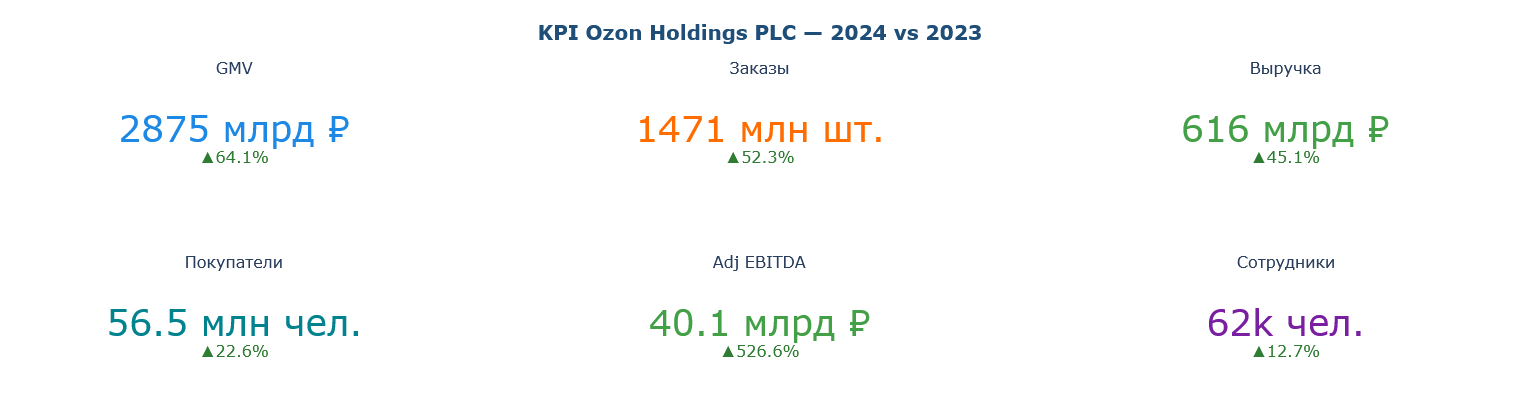 KPI Ozon Holdings PLC — 2024 vs 2023
GMV
2875 млрд ₽
▲64.1%
Заказы
1471 млн шт.
▲52.3%
Выручка
616 млрд ₽
▲45.1%
Покупатели
56.5 млн чел.
▲22.6%
Adj EBITDA
40.1 млрд ₽
▲526.6%
Сотрудники
62k чел.
▲12.7%